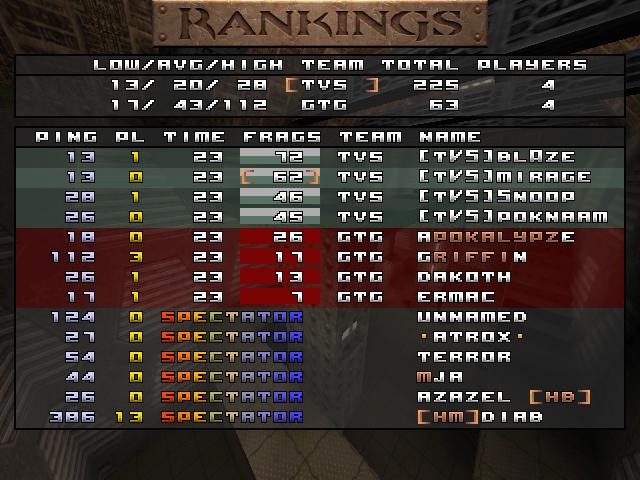 RANKINGS
LOW/AVG/HIGH TEAM TOTAL PLAYERS
13/ 20/ 28 [TVS ] 225 4
17/ 43/112 GTG 63 4
PING PL TIME FRAGS TEAM NAME
13 1 23 72 TVS [TVS]BLAZE
13 0 23 [ 62 ] TVS [TVS]MIRAGE
28 1 23 46 TVS [TVS]SNOOP
26 0 23 45 TVS [TVS]POKNAAM
18 0 23 26 GTG APOKALYPZE
112 3 23 17 GTG GRIFFIN
26 1 23 13 GTG DAKOTH
17 1 23 7 GTG ERMAC
124 0 SPECTATOR UNNAMED
27 0 SPECTATOR •ATROX•
54 0 SPECTATOR TERROR
44 0 SPECTATOR MJA
26 0 SPECTATOR AZAZEL [HB]
386 13 SPECTATOR [HM]DIAB